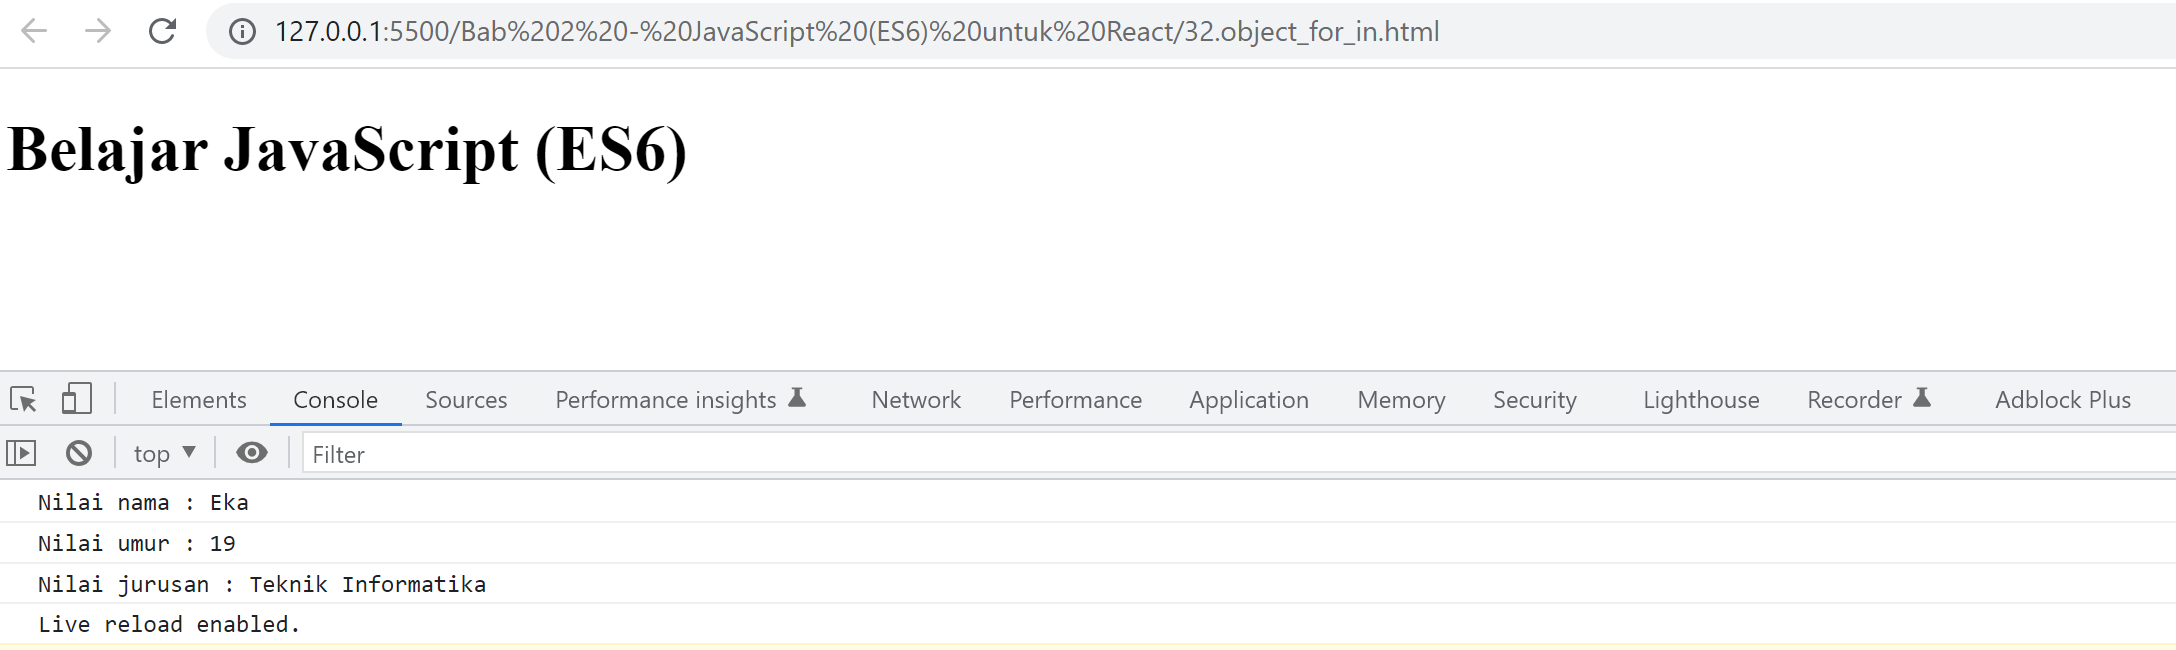 127.0.0.1:5500/Bab%202%20-%20JavaScript%20(ES6)%20untuk%20React/32.object_for_in.html
Belajar JavaScript (ES6)
Elements Console Sources Performance insights Network Performance Application Memory Security Lighthouse Recorder Adblock Plus
top Filter
Nilai nama : Eka
Nilai umur : 19
Nilai jurusan : Teknik Informatika
Live reload enabled.